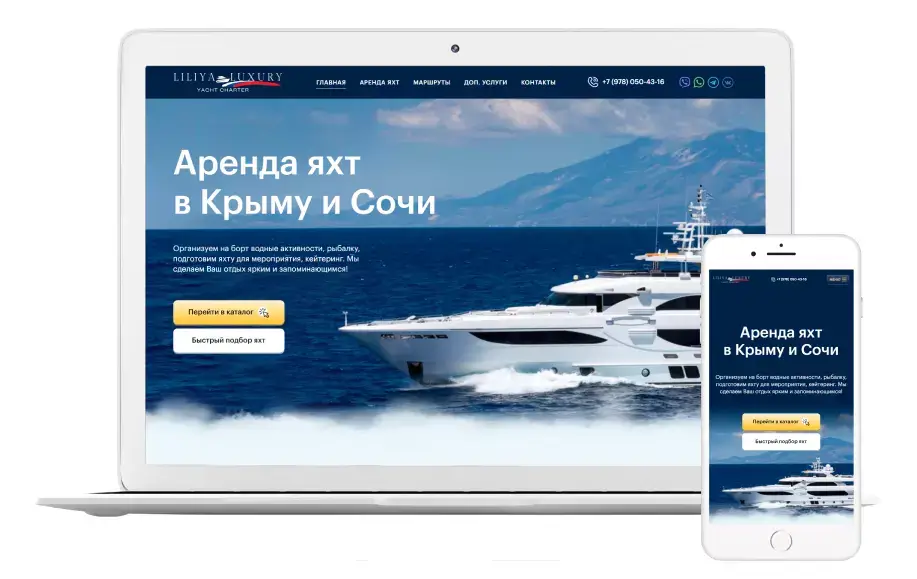 LILIYA LUXURY
YACHT CHARTER
ГЛАВНАЯ АРЕНДА ЯХТ МАРШРУТЫ ДОП. УСЛУГИ КОНТАКТЫ
+7 (978) 050-43-16
Аренда яхт
в Крыму и Сочи
Организуем на борт водные активности, рыбалку,
подготовим яхту для мероприятия, кейтеринг. Мы
сделаем Ваш отдых ярким и запоминающимся!
Перейти в каталог
Быстрый подбор яхт
LILIYA LUXURY
+7 (978) 050-43-16
МЕНЮ
Аренда яхт
в Крыму и Сочи
Организуем на борт водные активности, рыбалку,
подготовим яхту для мероприятия, кейтеринг. Мы
сделаем Ваш отдых ярким и запоминающимся!
Перейти в каталог
Быстрый подбор яхт